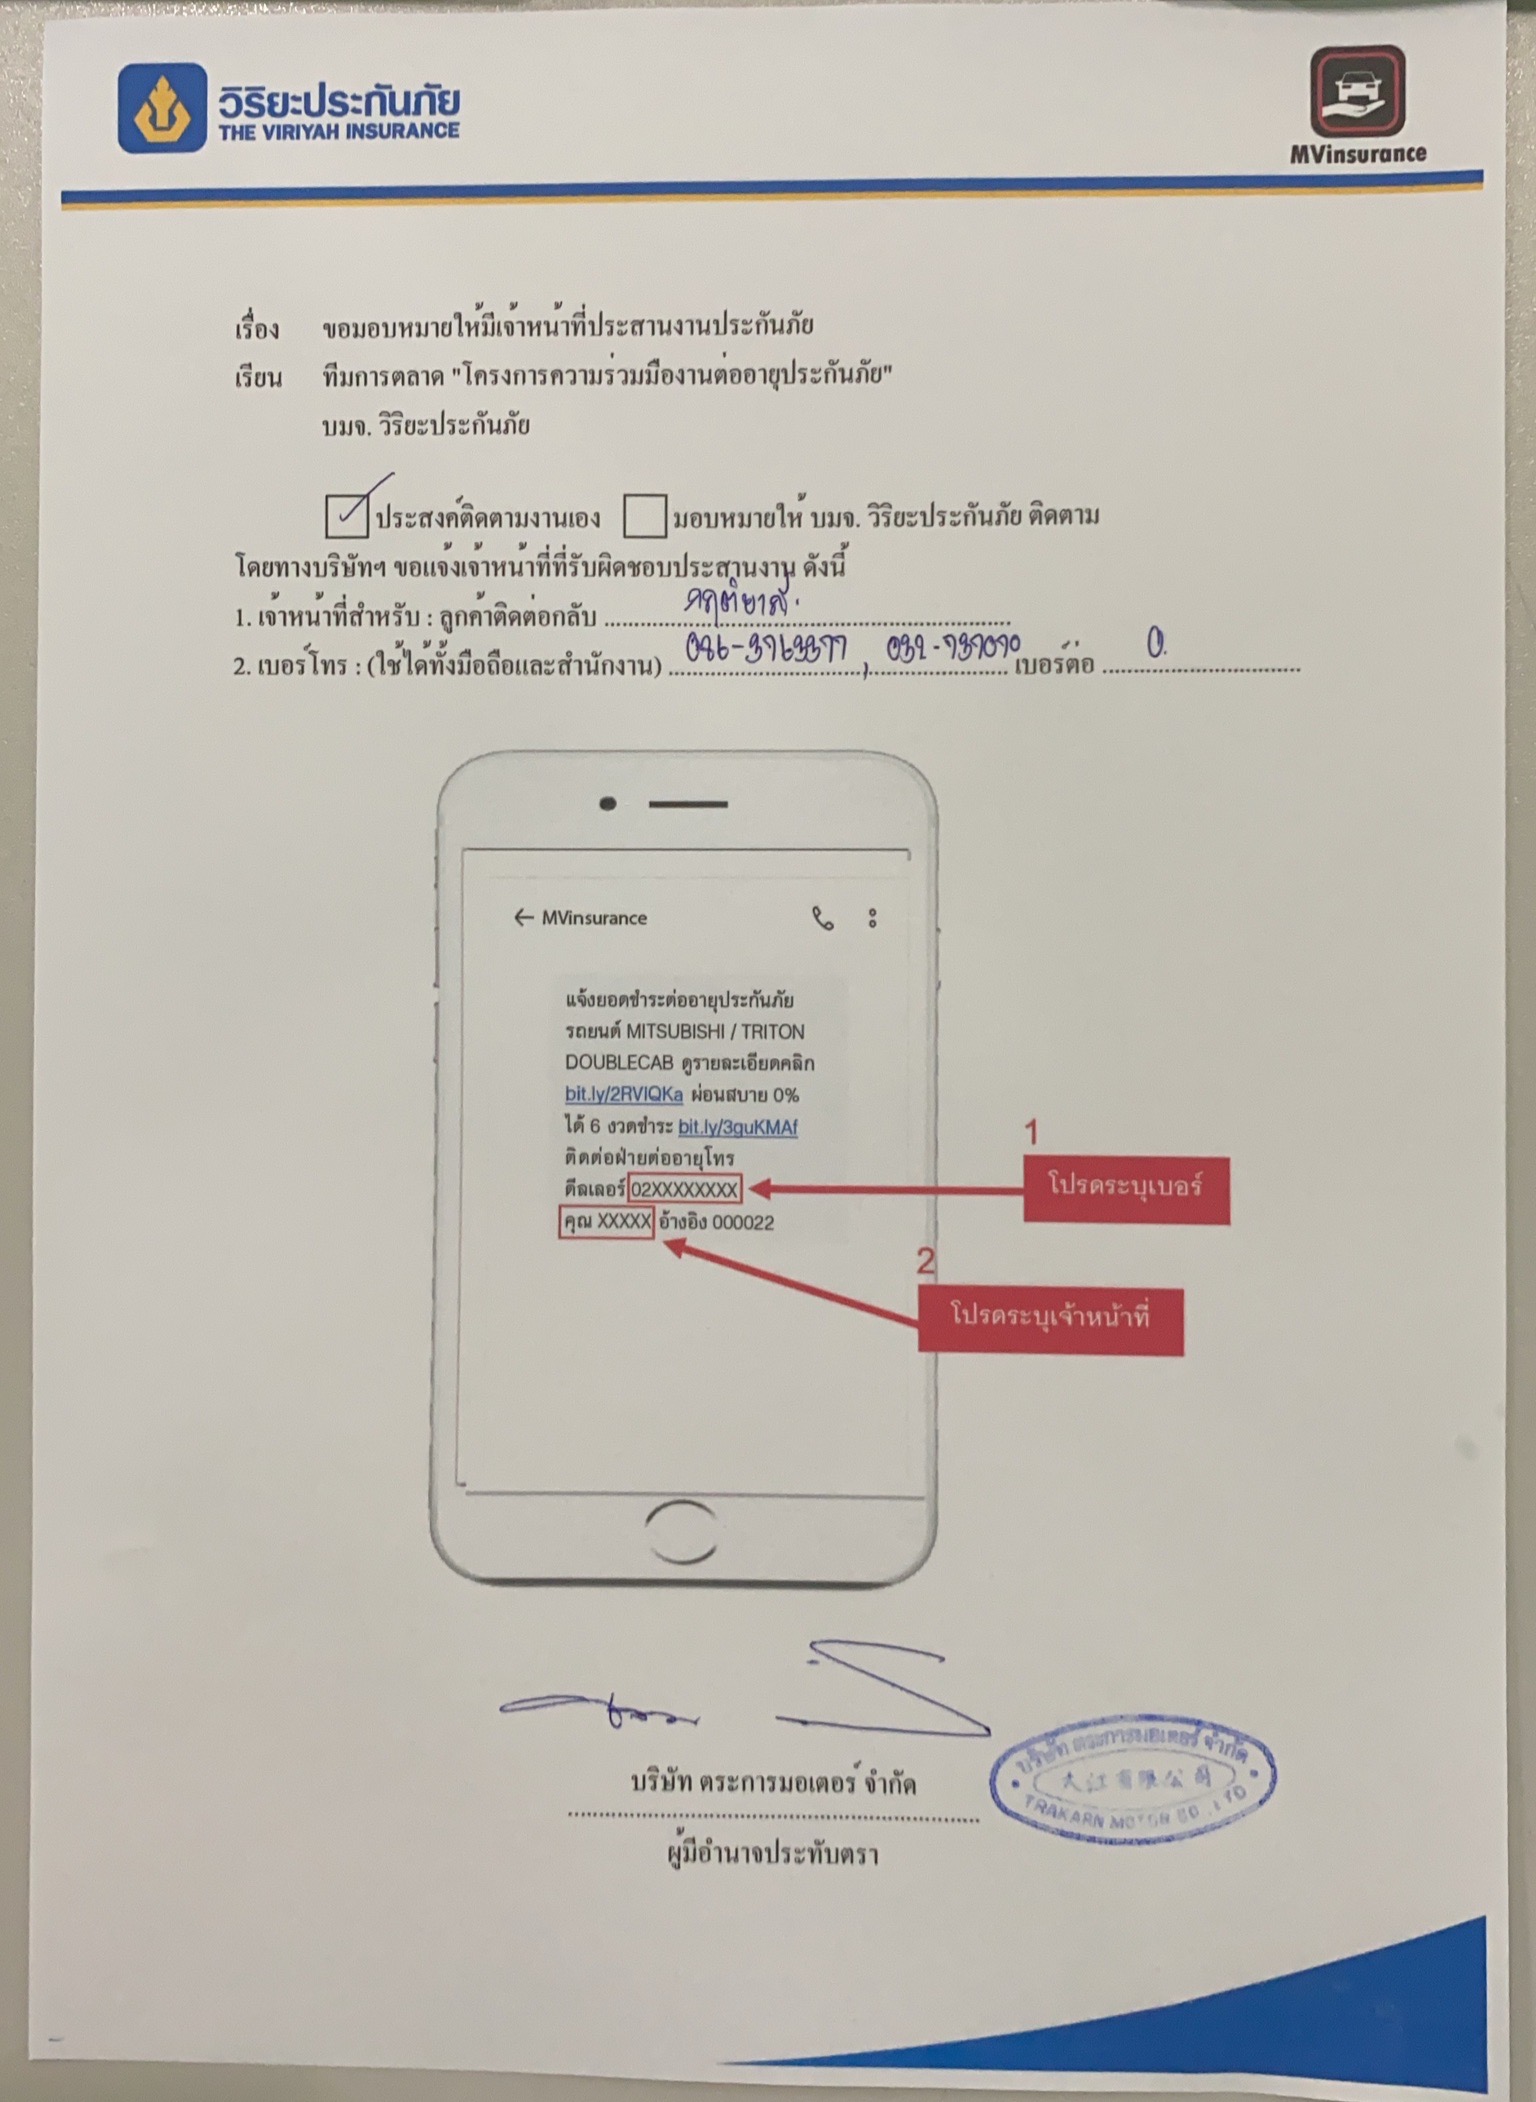 วิริยะประกันภัย
THE VIRIYAH INSURANCE
MVinsurance
เรื่อง ขอมอบหมายให้มีเจ้าหน้าที่ประสานงานประกันภัย
เรียน ทีมการตลาด "โครงการความร่วมมืองานต่ออายุประกันภัย"
บมจ. วิริยะประกันภัย
ประสงค์ติดตามงานเอง มอบหมายให้ บมจ. วิริยะประกันภัย ติดตาม
โดยทางบริษัทฯ ขอแจ้งเจ้าหน้าที่ที่รับผิดชอบประสานงาน ดังนี้
1. เจ้าหน้าที่สำหรับ : ลูกค้าติดต่อกลับ
2. เบอร์โทร : (ใช้ได้ทั้งมือถือและสำนักงาน) เบอร์ต่อ 0.
← MVinsurance
แจ้งยอดชำระต่ออายุประกันภัย
รถยนต์ MITSUBISHI / TRITON
DOUBLECAB ดูรายละเอียดคลิก
bit.ly/2RVIQKa ผ่อนสบาย 0%
ได้ 6 งวดชำระ bit.ly/3guKMAf
ติดต่อฝ่ายต่ออายุโทร
ดีลเลอร์ 02XXXXXXXX
คุณ XXXXX อ้างอิง 000022
1
โปรดระบุเบอร์
2
โปรดระบุเจ้าหน้าที่
บริษัท ตระการมอเตอร์ จำกัด
ผู้มีอำนาจประทับตรา
บริษัท ตระการมอเตอร์ จำกัด
大江有限公司
TRAKARN MOTOR CO.,LTD